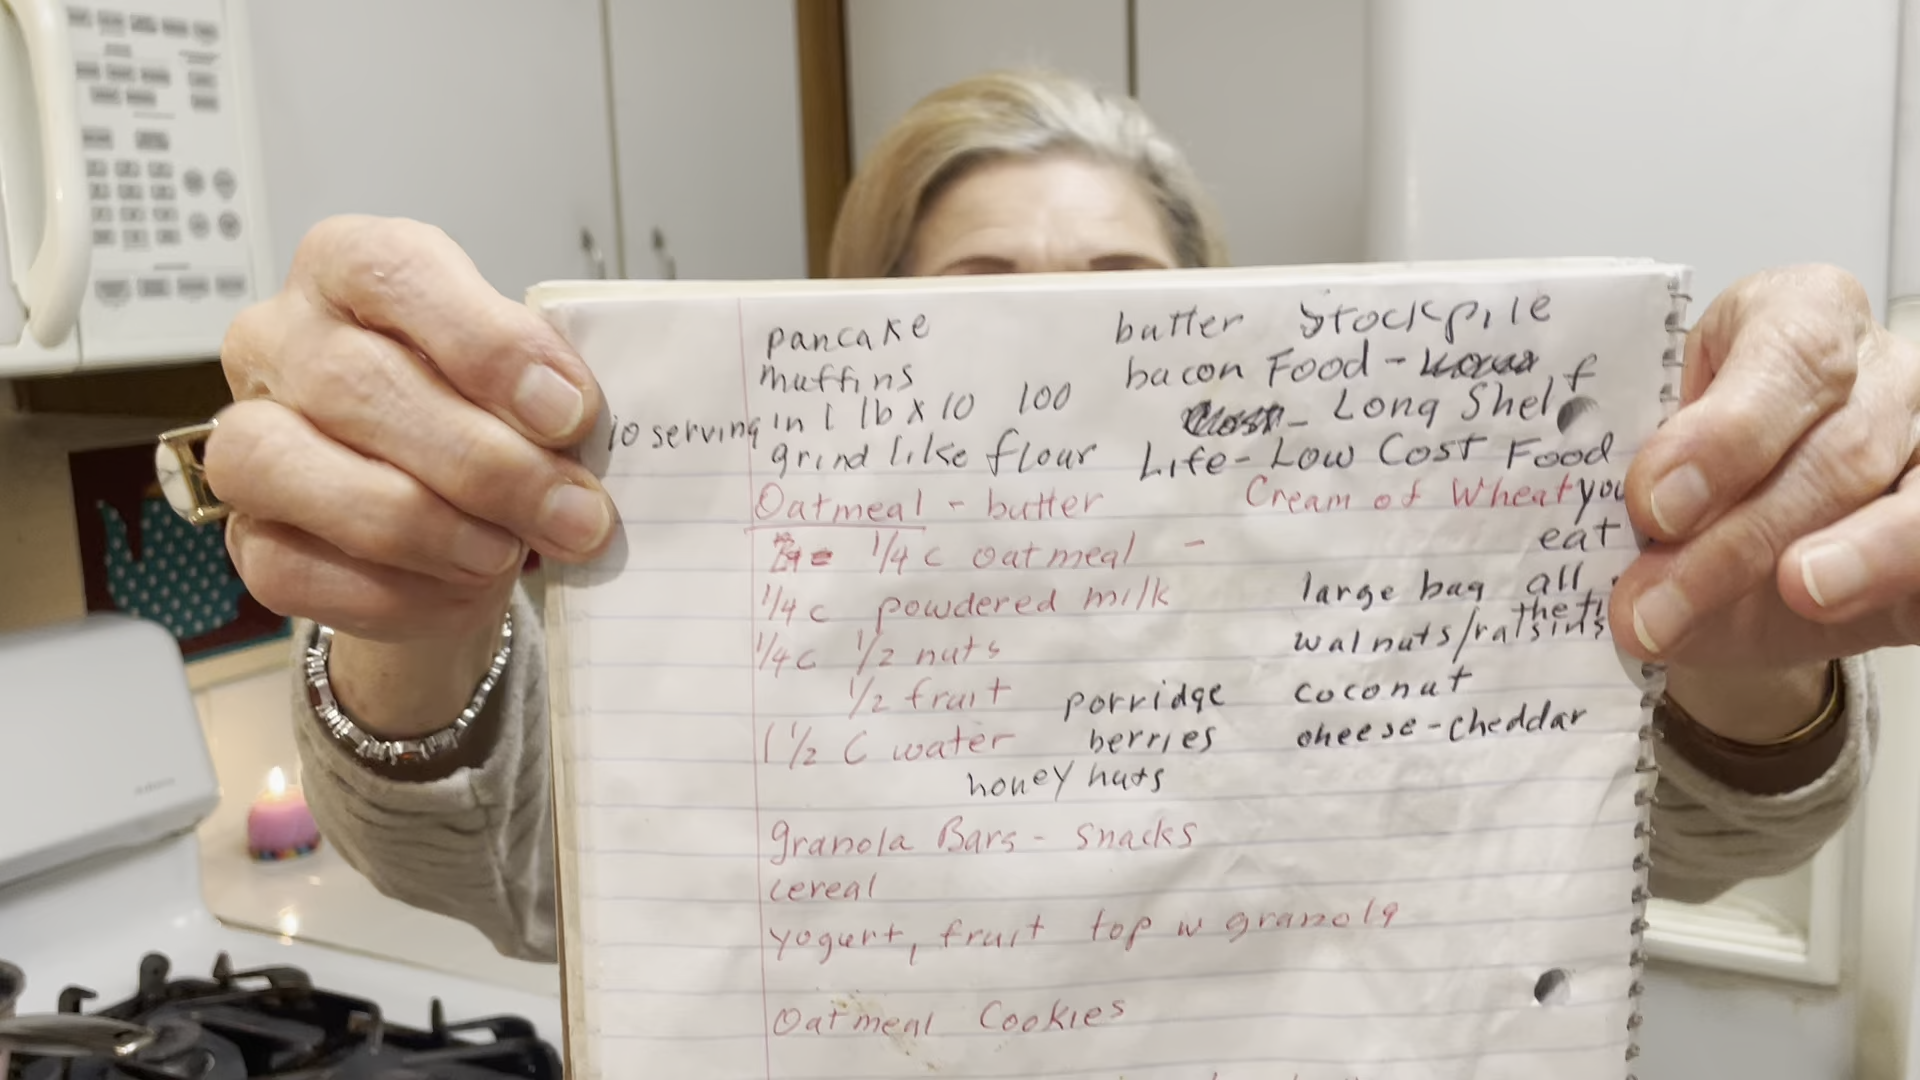 pancake butter Stockpile
muffins bacon Food -
10 serving in 1 lb x 10 100 Long Shelf
grind like flour Life - Low Cost Food
Oatmeal - butter Cream of Wheat you
1/4 c oatmeal - eat
1/4 c powdered milk large bag all
1/4 c 1/2 nuts walnuts/raisins the
1/2 fruit porridge coconut
1 1/2 C water berries cheese-cheddar
honey nuts
granola Bars - snacks
cereal
yogurt, fruit top w granola
Oatmeal Cookies